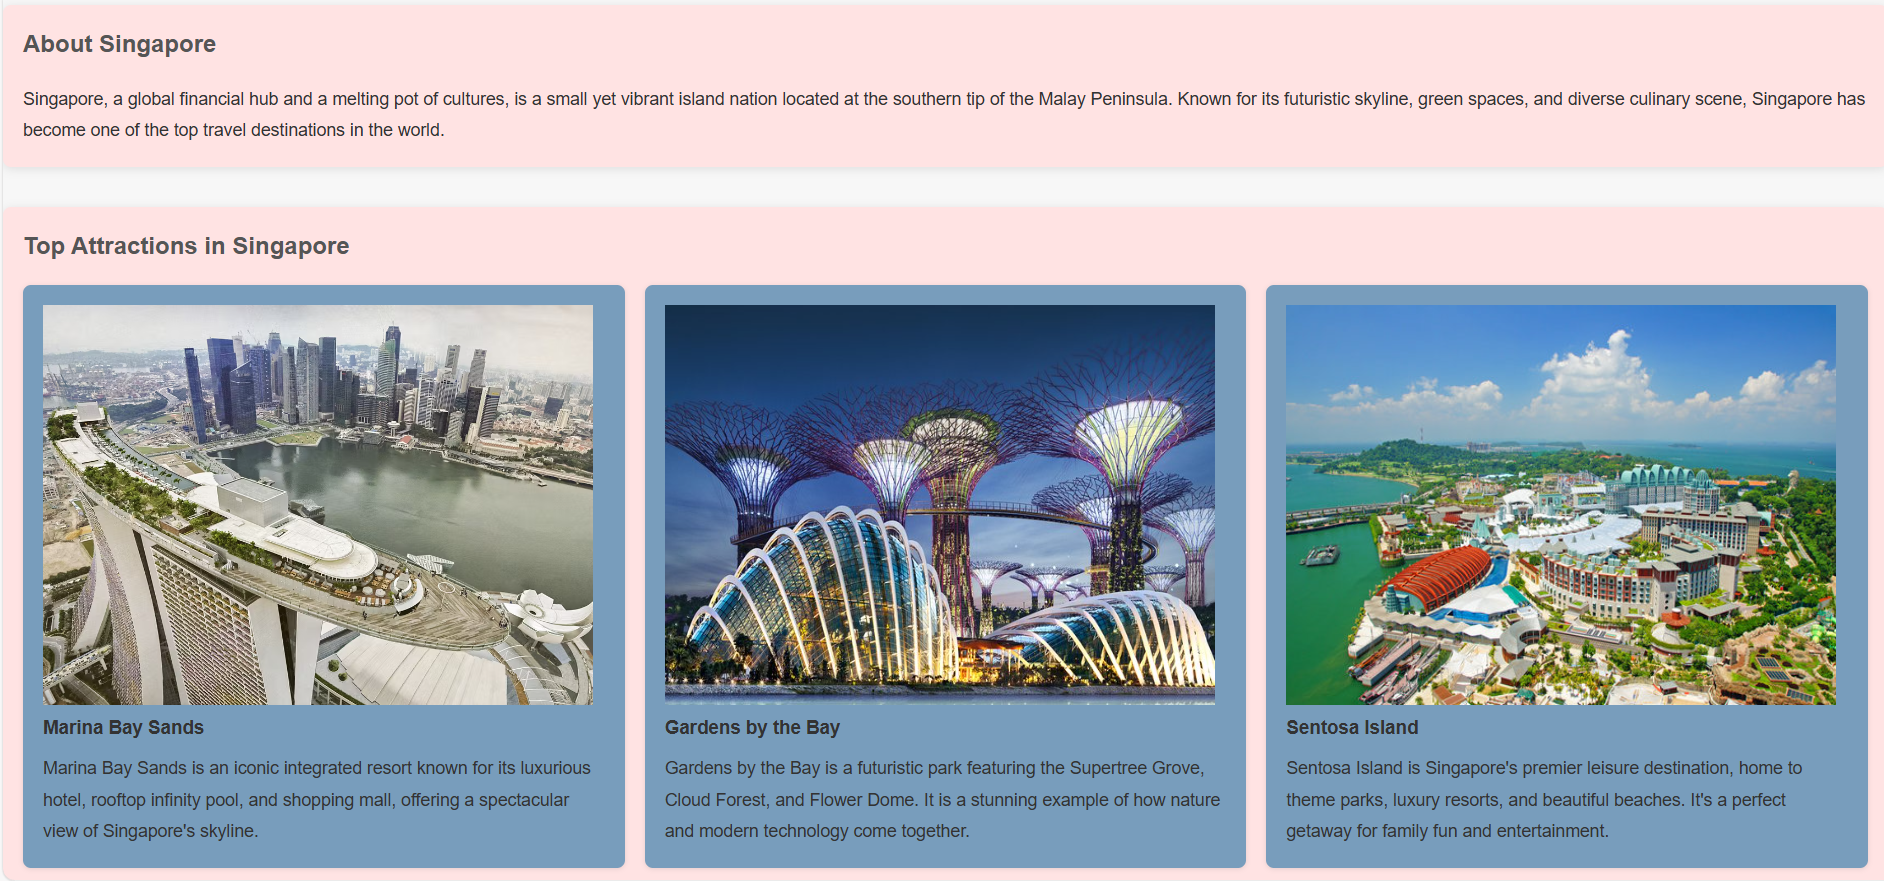 About Singapore
Singapore, a global financial hub and a melting pot of cultures, is a small yet vibrant island nation located at the southern tip of the Malay Peninsula. Known for its futuristic skyline, green spaces, and diverse culinary scene, Singapore has
become one of the top travel destinations in the world.
Top Attractions in Singapore
Marina Bay Sands
Marina Bay Sands is an iconic integrated resort known for its luxurious
hotel, rooftop infinity pool, and shopping mall, offering a spectacular
view of Singapore's skyline.
Gardens by the Bay
Gardens by the Bay is a futuristic park featuring the Supertree Grove,
Cloud Forest, and Flower Dome. It is a stunning example of how nature
and modern technology come together.
Sentosa Island
Sentosa Island is Singapore's premier leisure destination, home to
theme parks, luxury resorts, and beautiful beaches. It's a perfect
getaway for family fun and entertainment.